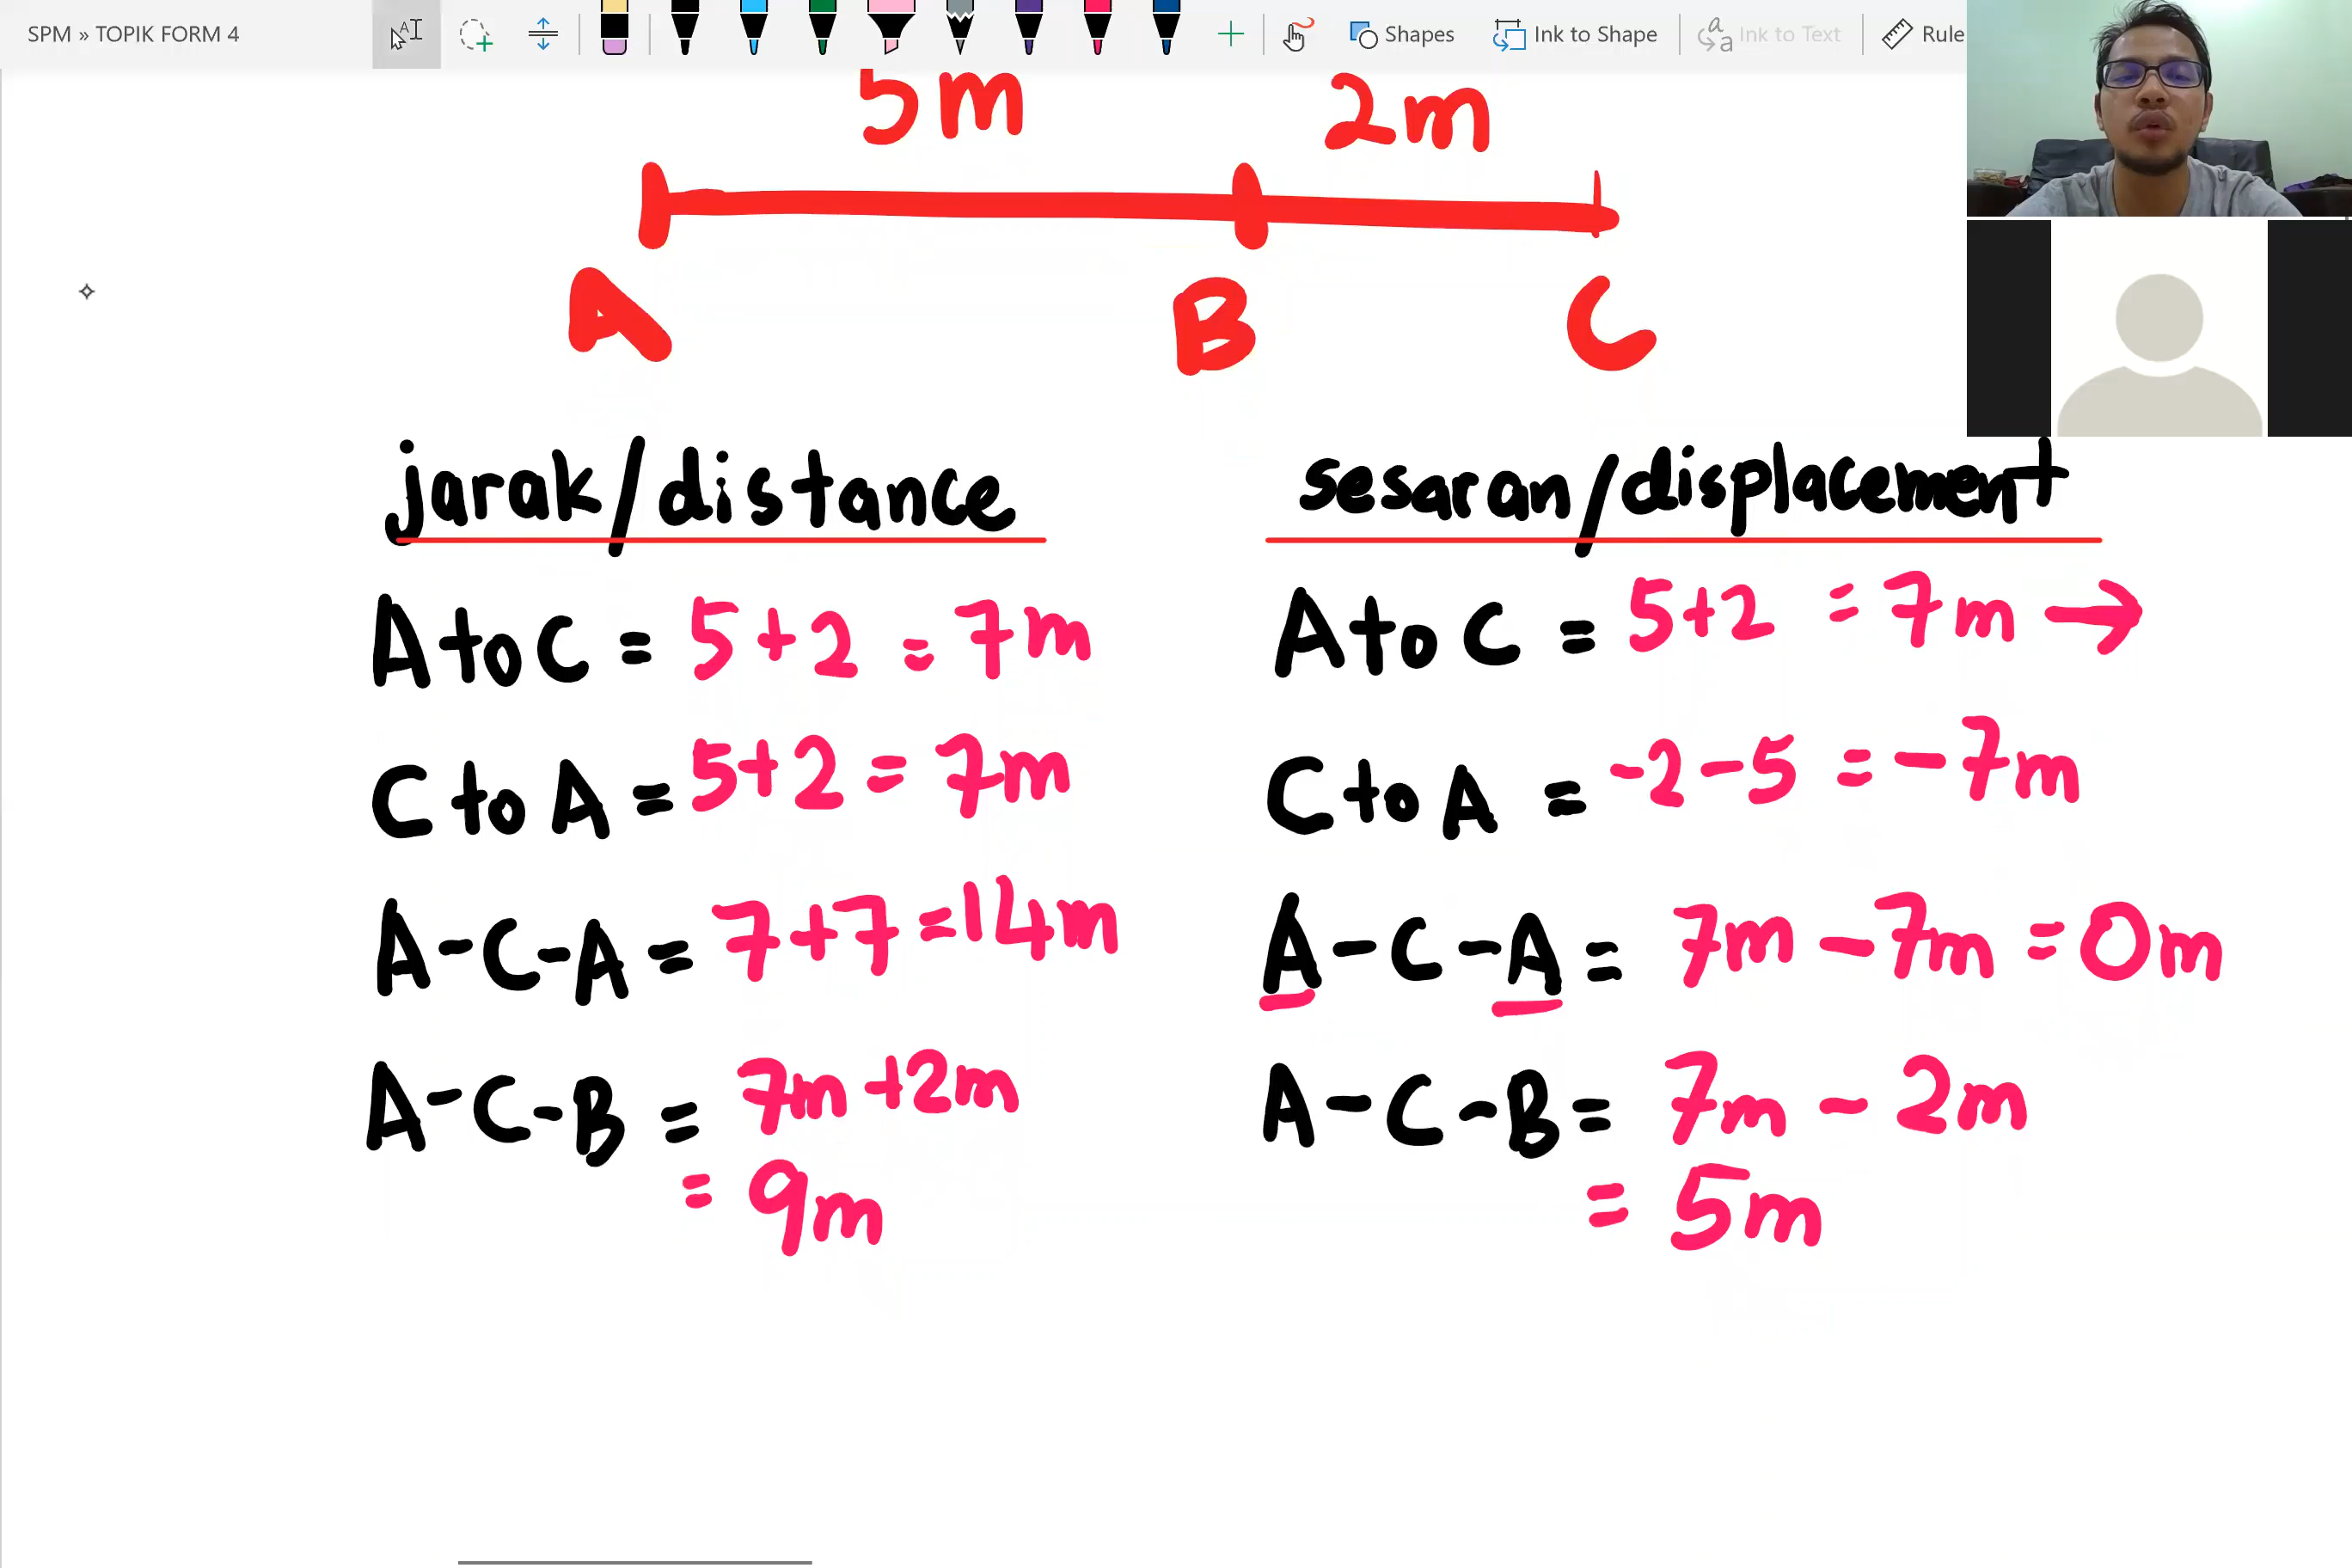 SPM » TOPIK FORM 4
Shapes Ink to Shape Ink to Text Rule
5m 2m
A B C
jarak/distance sesaran/displacement
A to C = 5+2 = 7m A to C = 5+2 = 7m →
C to A = 5+2 = 7m C to A = -2-5 = -7m
A-C-A = 7+7=14m A-C-A = 7m - 7m = 0m
A-C-B = 7m+2m A-C-B = 7m - 2m
= 9m = 5m